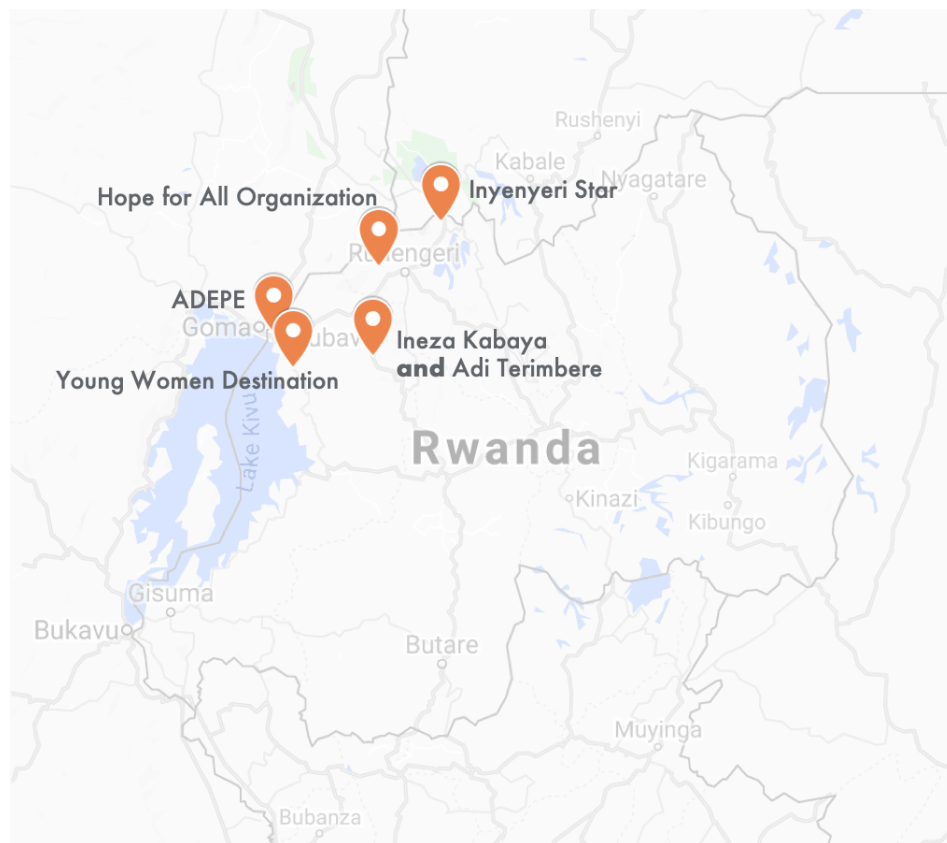 Rushenyi
Kabale
Nyagatare
Inyenyeri Star
Hope for All Organization
ADEPE
Goma
Ineza Kabaya
and Adi Terimbere
Young Women Destination
Lake Kivu
Rwanda
Kigarama
Kinazi
Kibungo
Gisuma
Bukavu
Butare
Muyinga
Bubanza